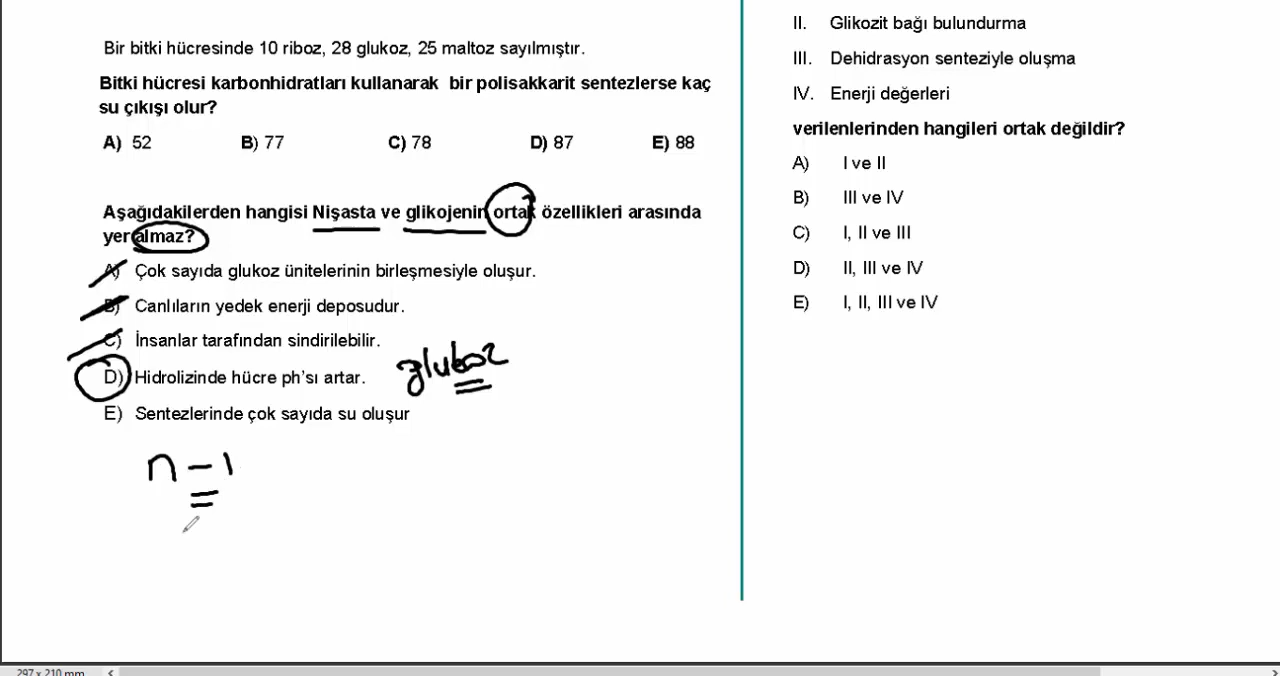 Bir bitki hücresinde 10 riboz, 28 glukoz, 25 maltoz sayılmıştır.
Bitki hücresi karbonhidratları kullanarak bir polisakkarit sentezlerse kaç
su çıkışı olur?
A) 52 B) 77 C) 78 D) 87 E) 88
Aşağıdakilerden hangisi Nişasta ve glikojenin ortak özellikleri arasında
yer almaz?
A) Çok sayıda glukoz ünitelerinin birleşmesiyle oluşur.
B) Canlıların yedek enerji deposudur.
C) İnsanlar tarafından sindirilebilir.
D) Hidrolizinde hücre ph'sı artar.
glukoz
E) Sentezlerinde çok sayıda su oluşur
n - 1
II. Glikozit bağı bulundurma
III. Dehidrasyon senteziyle oluşma
IV. Enerji değerleri
verilenlerinden hangileri ortak değildir?
A) I ve II
B) III ve IV
C) I, II ve III
D) II, III ve IV
E) I, II, III ve IV
297 x 210 mm